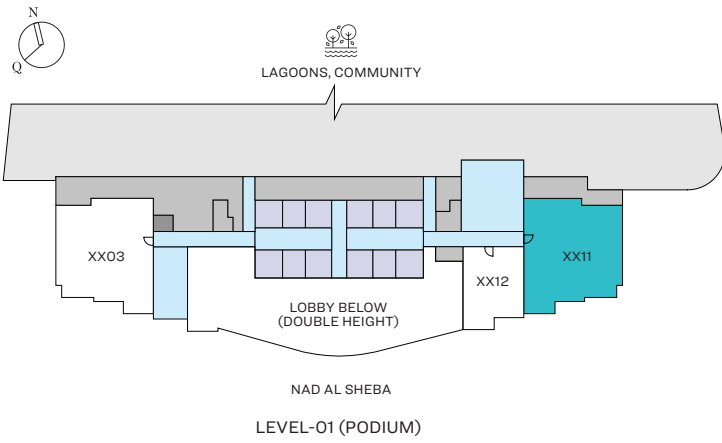 N
Q
LAGOONS, COMMUNITY
XX03
XX11
XX12
LOBBY BELOW
(DOUBLE HEIGHT)
NAD AL SHEBA
LEVEL-01 (PODIUM)